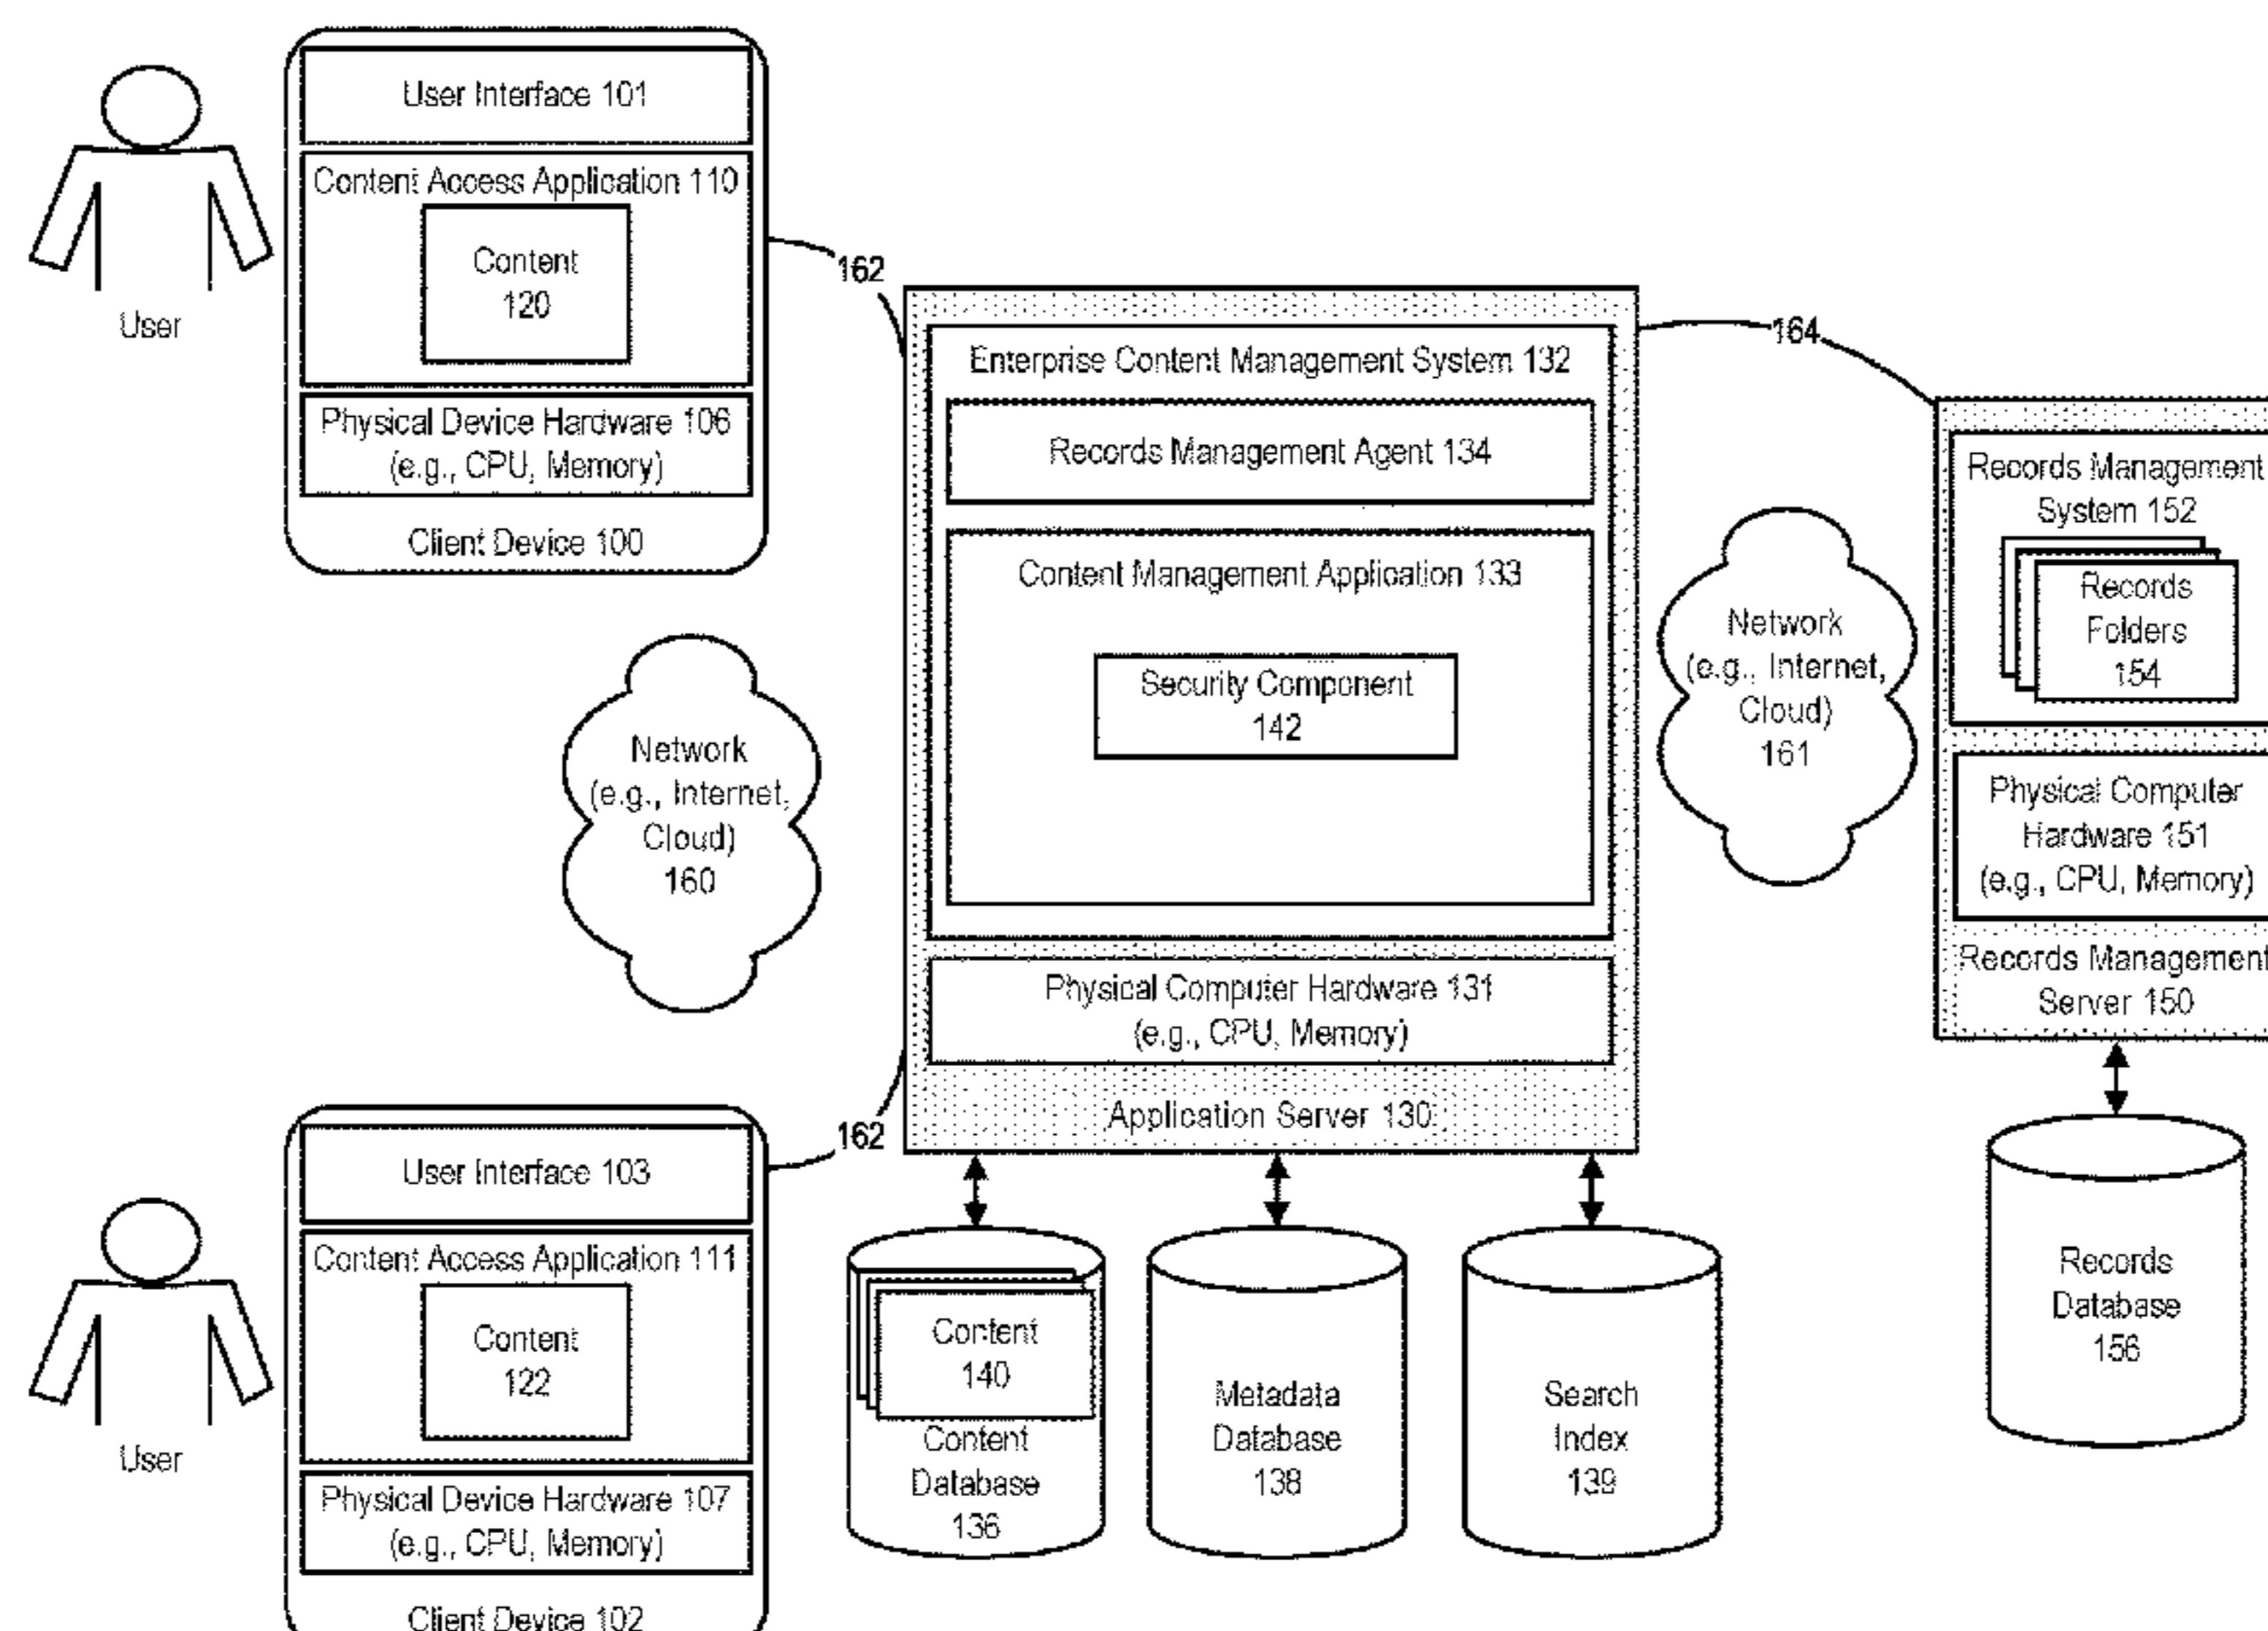 User Interface 101
Content Access Application 110
Content
120
Physical Device Hardware 106
(e.g., CPU, Memory)
Client Device 100
User
162
Enterprise Content Management System 132
Records Management Agent 134
Content Management Application 133
Security Component
142
Physical Computer Hardware 131
(e.g., CPU, Memory)
Application Server 130
164
Network
(e.g., Internet,
Cloud)
160
Network
(e.g., Internet,
Cloud)
161
Records Management
System 152
Records
Folders
154
Physical Computer
Hardware 151
(e.g., CPU, Memory)
Records Management
Server 150
162
User Interface 103
Content Access Application 111
Content
122
Physical Device Hardware 107
(e.g., CPU, Memory)
Client Device 102
User
Content
140
Content
Database
136
Metadata
Database
138
Search
Index
139
Records
Database
156